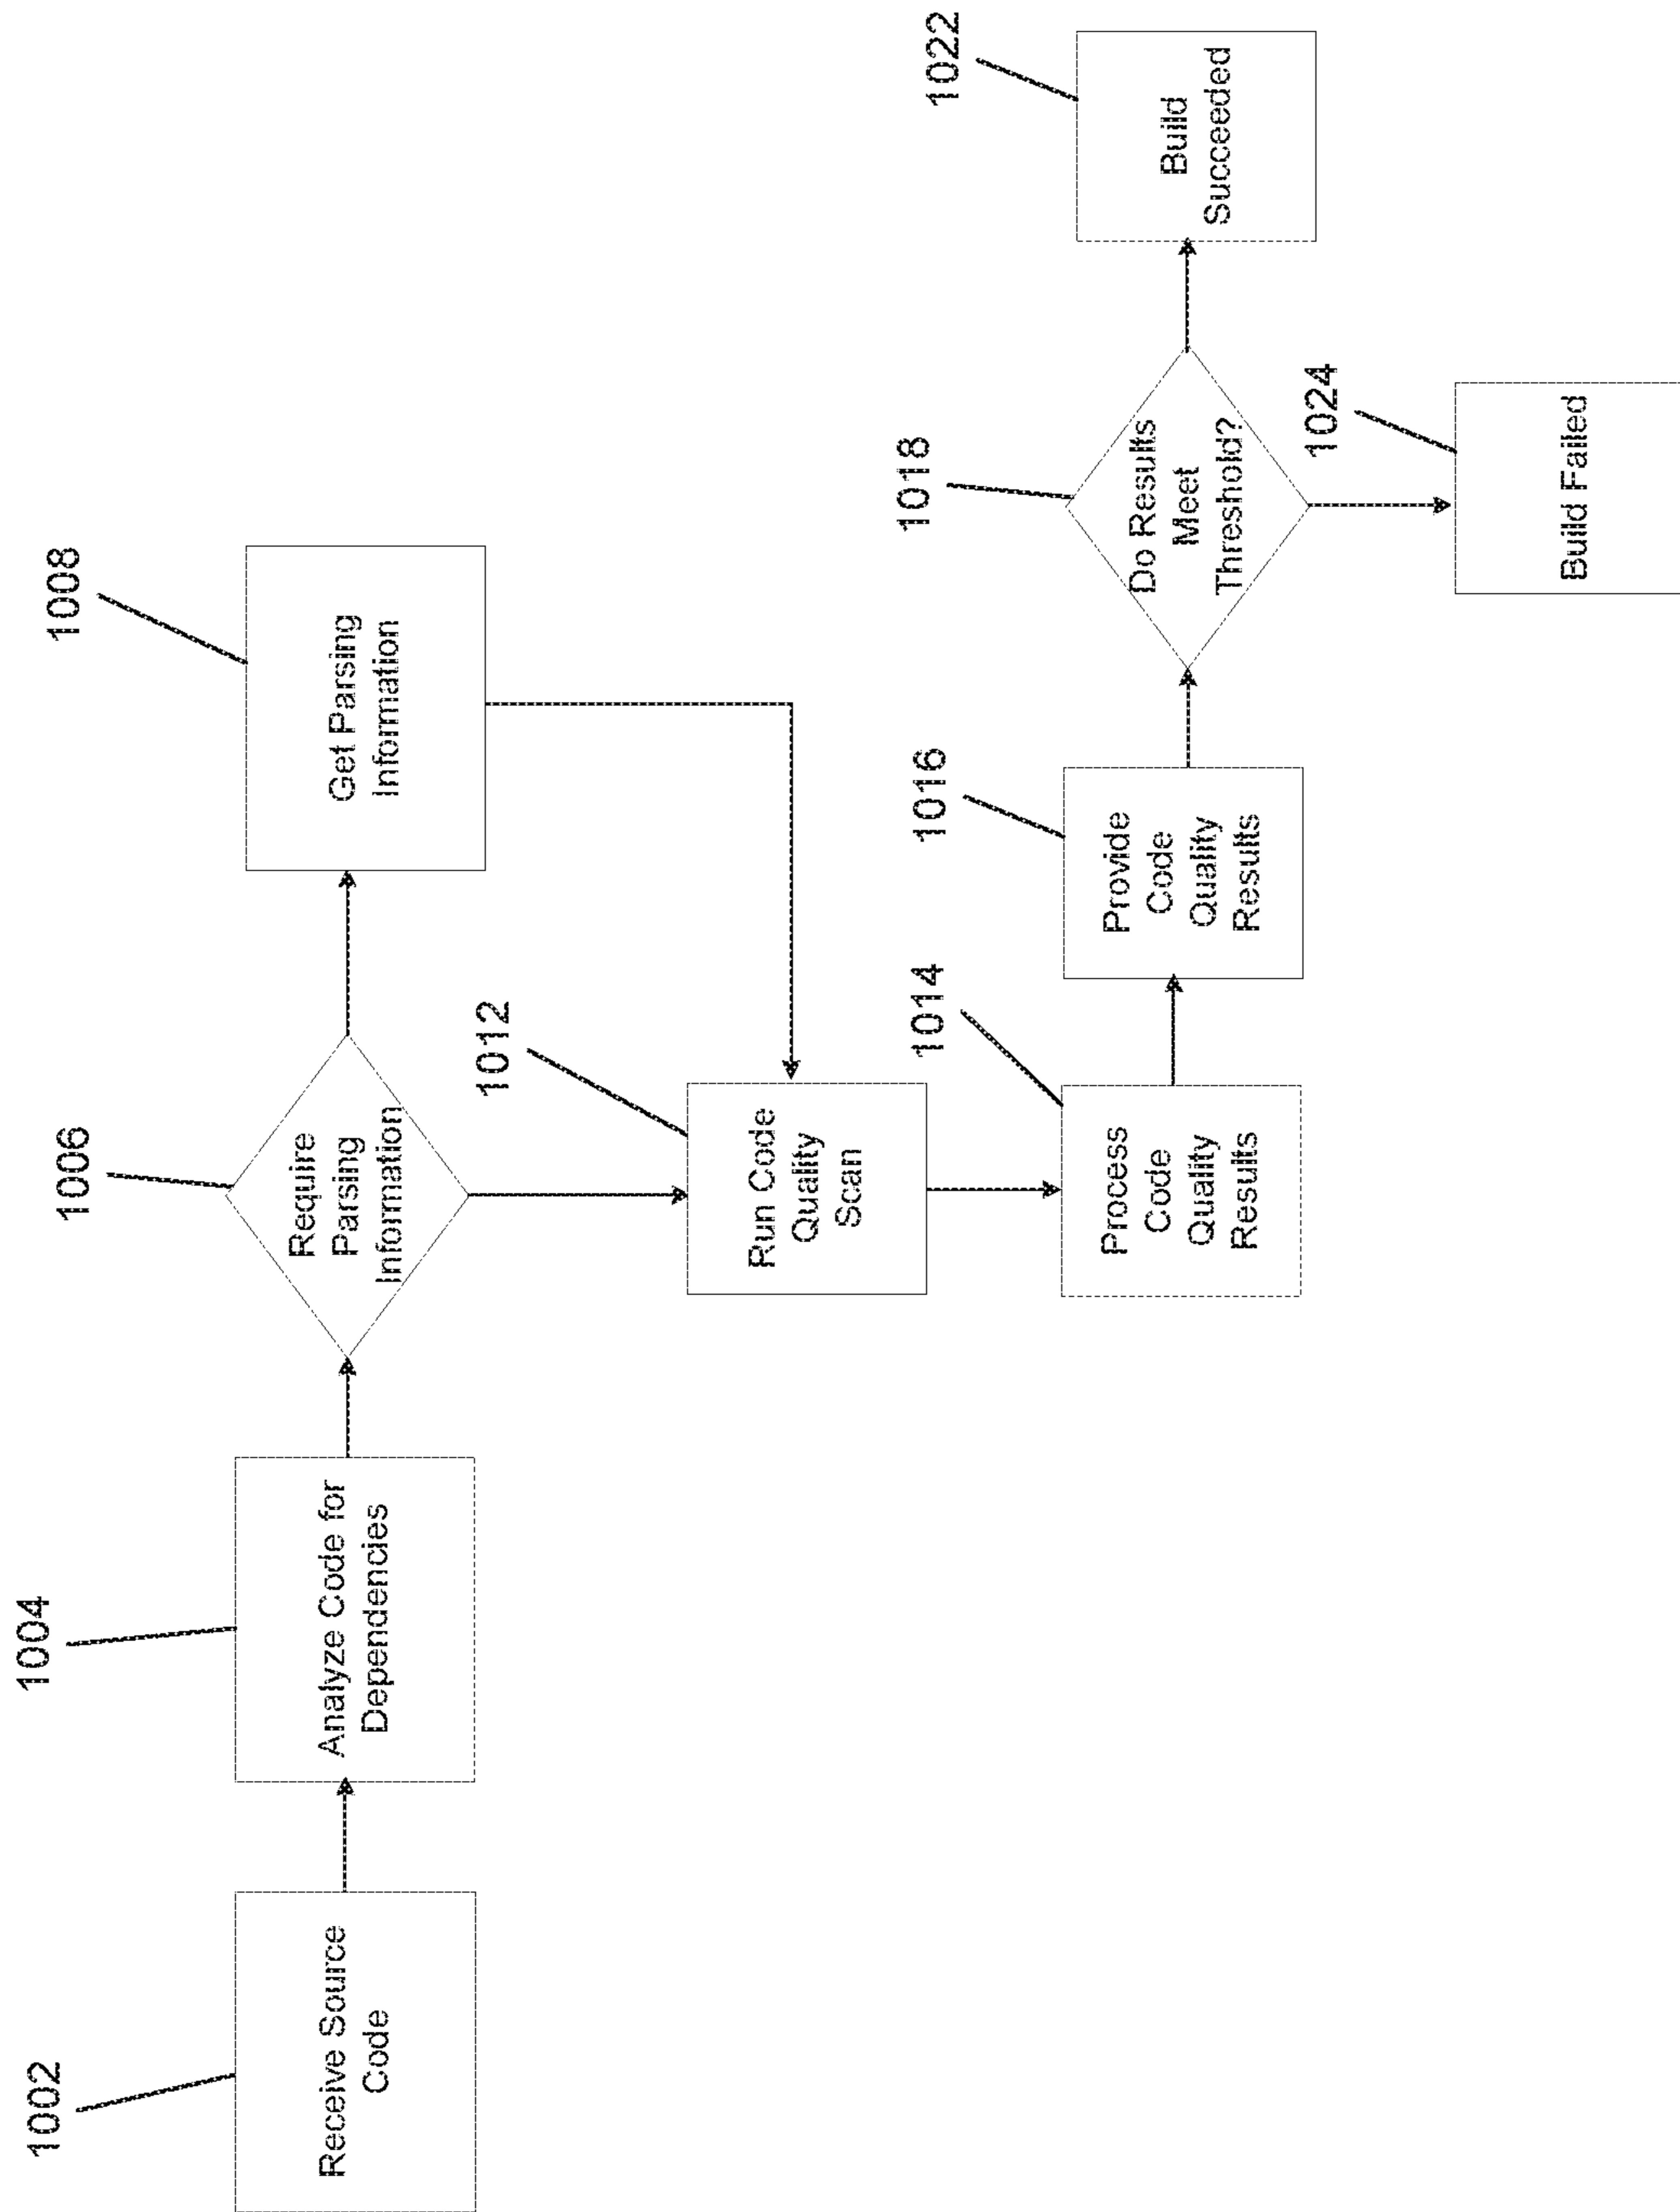 1002
Receive Source
Code
1004
Analyze Code for
Dependencies
1006
Require
Parsing
Information
1008
Get Parsing
Information
1012
Run Code
Quality
Scan
1014
Process
Code
Quality
Results
1016
Provide
Code
Quality
Results
1018
Do Results
Meet
Threshold?
1022
Build
Succeeded
1024
Build Failed